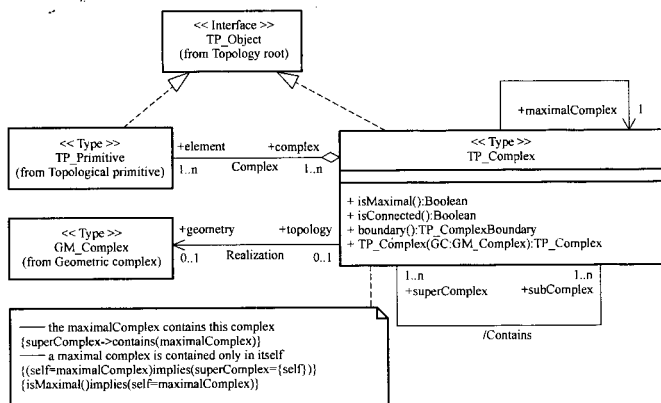 << Interface >>
TP_Object
(from Topology root)
+maximalComplex 1
<< Type >>
TP_Primitive
(from Topological primitive)
+element +complex
1..n Complex 1..n
<< Type >>
TP_Complex
+ isMaximal():Boolean
+ isConnected():Boolean
+ boundary():TP_ComplexBoundary
+ TP_Complex(GC:GM_Complex):TP_Complex
<< Type >>
GM_Complex
(from Geometric complex)
+geometry +topology
0..1 Realization 0..1
1..n 1..n
+superComplex +subComplex
/Contains
—— the maximalComplex contains this complex
{superComplex->contains(maximalComplex)}
—— a maximal complex is contained only in itself
{(self=maximalComplex)implies(superComplex={self})}
{isMaximal()implies(self=maximalComplex)}